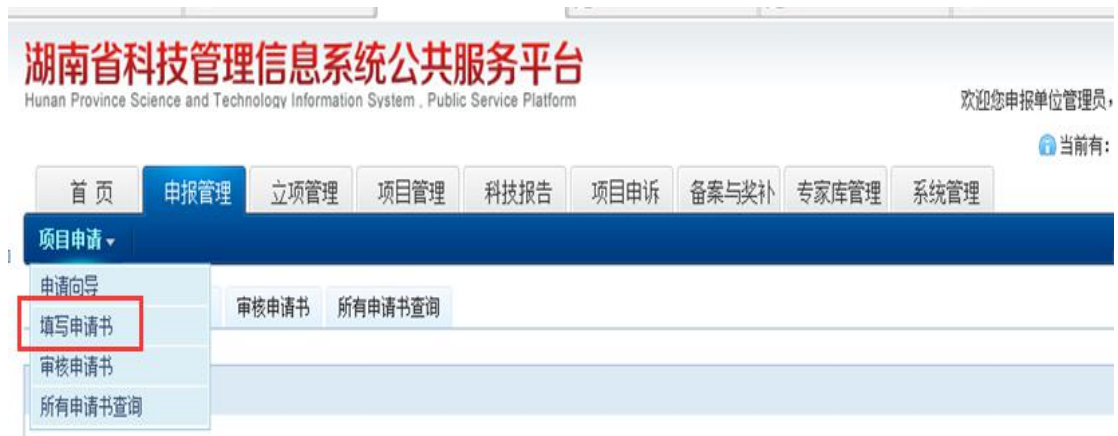 湖南省科技管理信息系统公共服务平台
Hunan Province Science and Technology Information System , Public Service Platform
欢迎您申报单位管理员，
当前有：
首 页 申报管理 立项管理 项目管理 科技报告 项目申诉 备案与奖补 专家库管理 系统管理
项目申请
申请向导
填写申请书
审核申请书
所有申请书查询
审核申请书 所有申请书查询